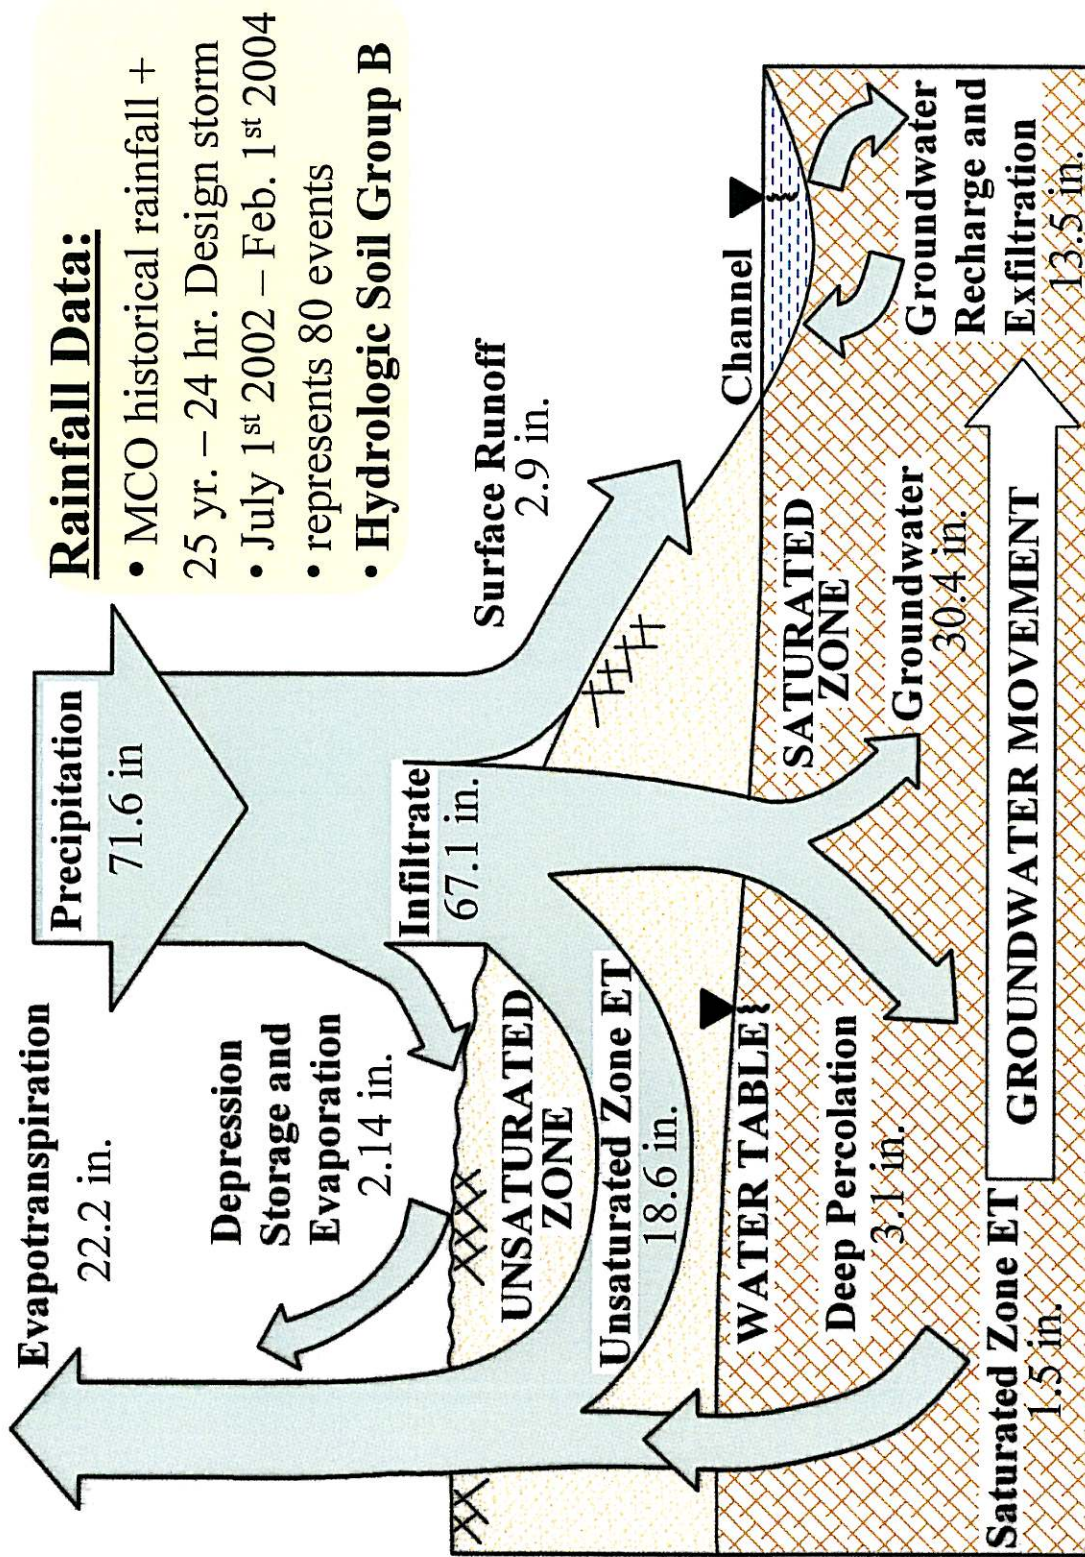 Rainfall Data:
• MCO historical rainfall +
25 yr. – 24 hr. Design storm
• July 1st 2002 – Feb. 1st 2004
• represents 80 events
• Hydrologic Soil Group B
Evapotranspiration
22.2 in.
Precipitation
71.6 in
Depression
Storage and
Evaporation
2.14 in.
Infiltrate
67.1 in.
Surface Runoff
2.9 in.
UNSATURATED
ZONE
Unsaturated Zone ET
18.6 in.
Channel
WATER TABLE
SATURATED
ZONE
Deep Percolation
3.1 in.
Groundwater
30.4 in.
Groundwater
Recharge and
Exfiltration
13.5 in.
Saturated Zone ET
1.5 in.
GROUNDWATER MOVEMENT